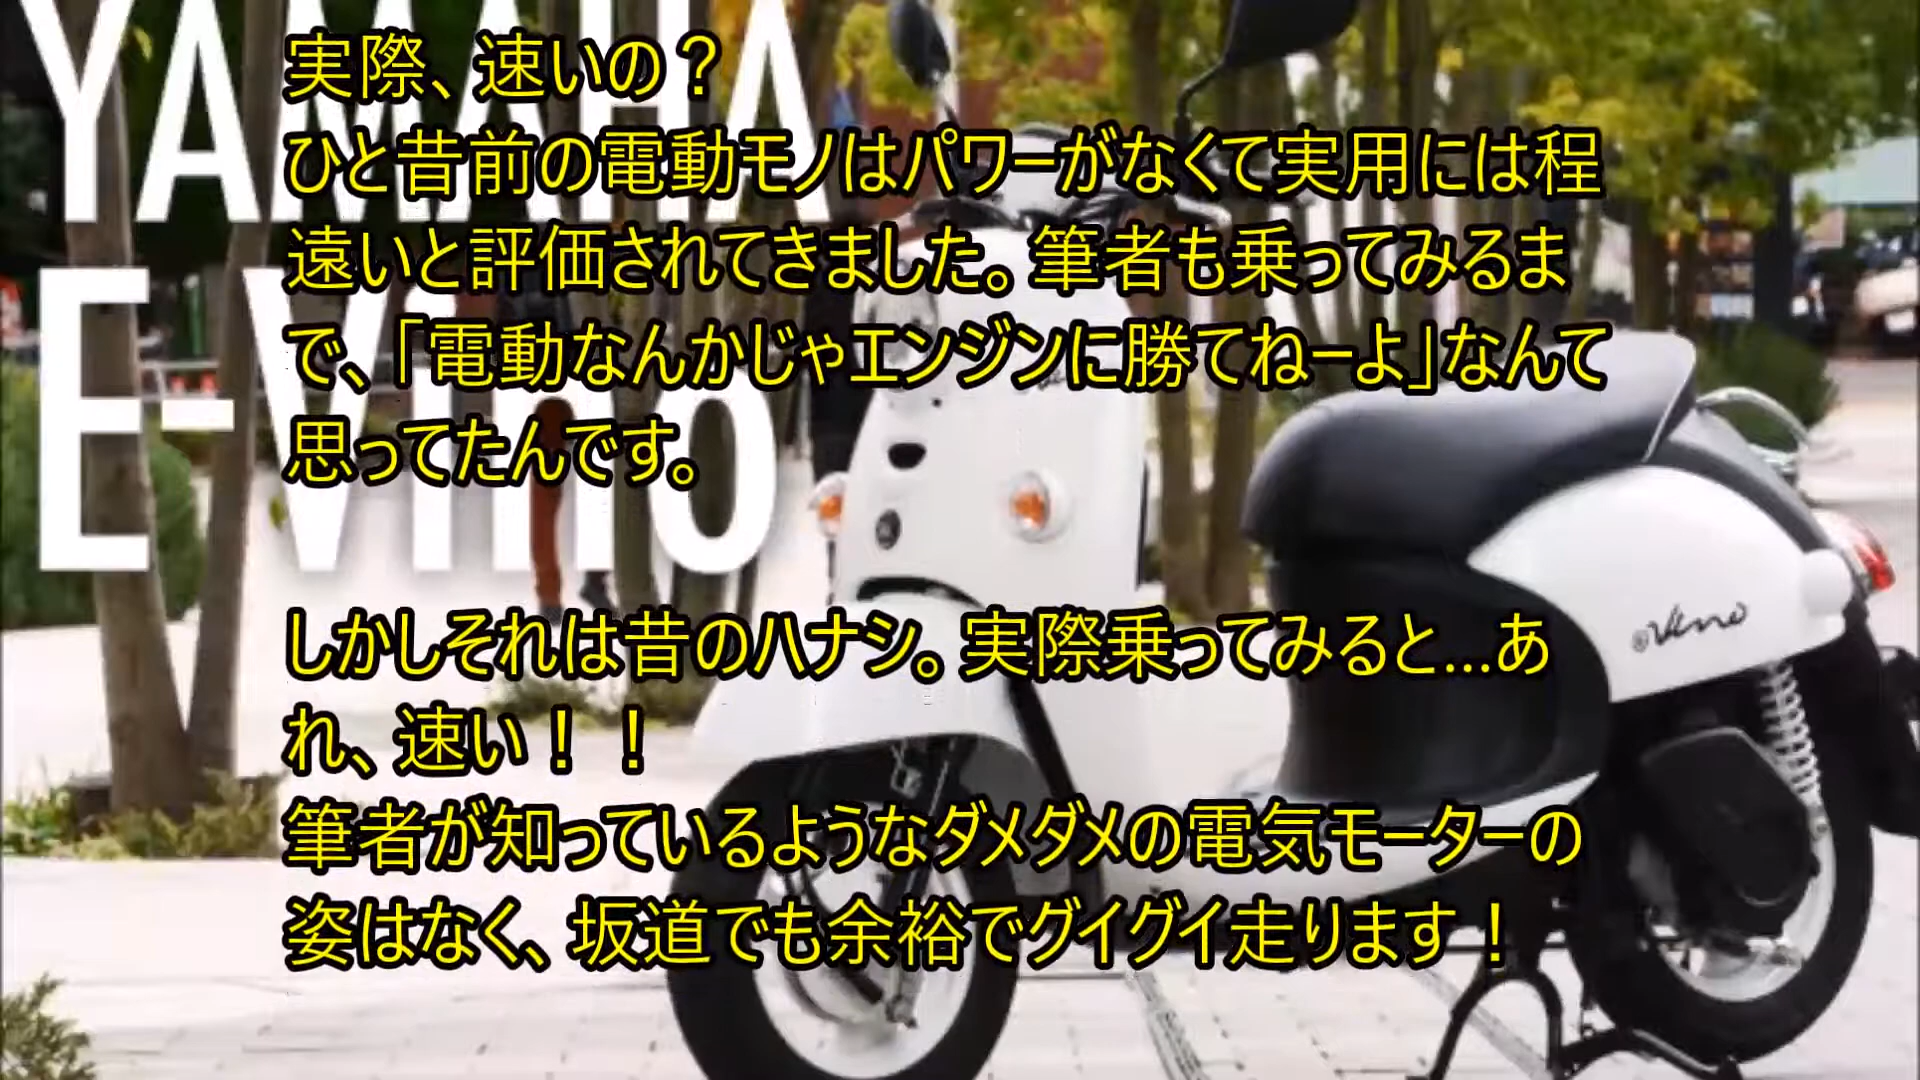 YAMAHA
E-Vino
実際、速いの？
ひと昔前の電動モノはパワーがなくて実用には程
遠いと評価されてきました。筆者も乗ってみるま
で、「電動なんかじゃエンジンに勝てねーよ」なんて
思ってたんです。
しかしそれは昔のハナシ。実際乗ってみると...あ
れ、速い！！
筆者が知っているようなダメダメの電気モーターの
姿はなく、坂道でも余裕でグイグイ走ります！
Vino